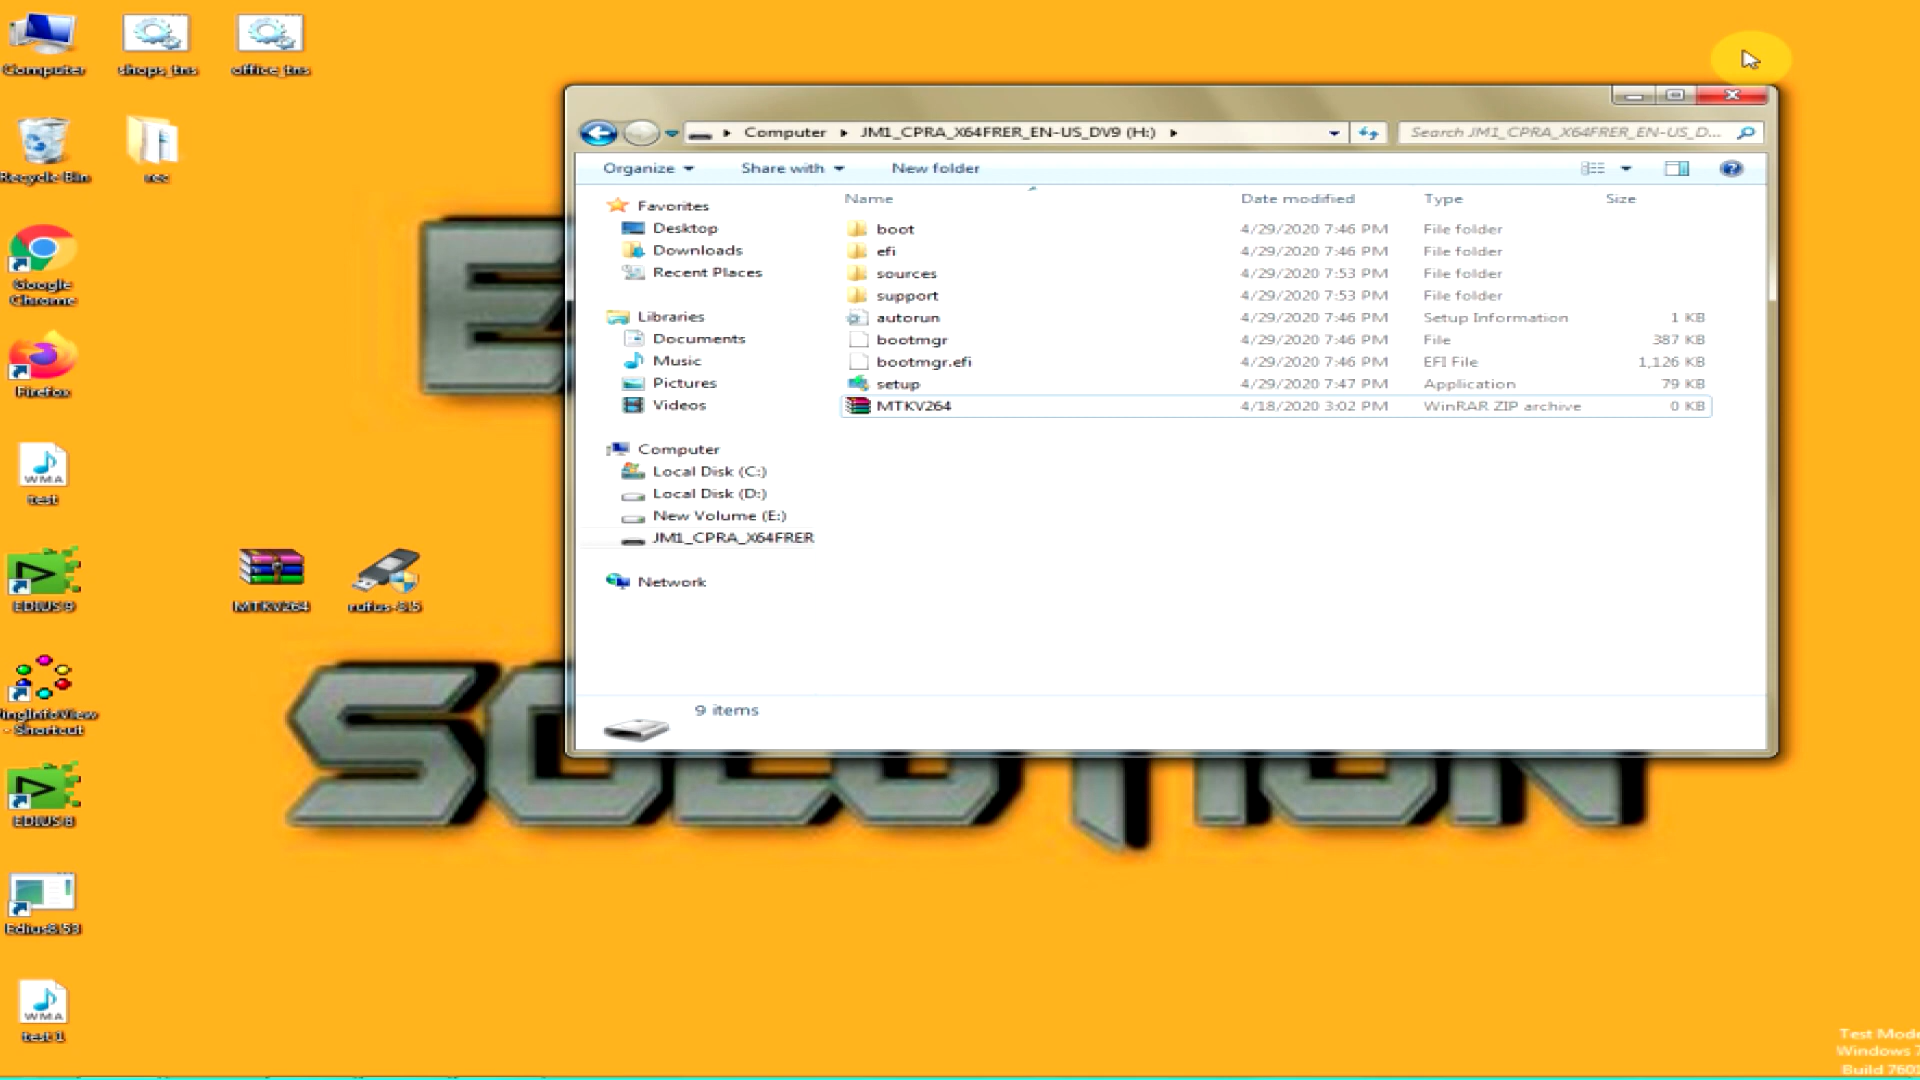 Computer
shops_tns
office_tns
Recycle Bin
Google
Chrome
Firefox
WMA
test
EDIUS 9
MTKV264
rufus-3.5
PingInfoView
- Shortcut
EDIUS 8
Edius8.53
WMA
test 1
Computer
JM1_CPRA_X64FRER_EN-US_DV9 (H:)
Search JM1_CPRA_X64FRER_EN-US_D...
Organize
Share with
New folder
Name Date modified Type Size
Favorites
Desktop
Downloads
Recent Places
Libraries
Documents
Music
Pictures
Videos
Computer
Local Disk (C:)
Local Disk (D:)
New Volume (E:)
JM1_CPRA_X64FRER
Network
boot 4/29/2020 7:46 PM File folder
efi 4/29/2020 7:46 PM File folder
sources 4/29/2020 7:53 PM File folder
support 4/29/2020 7:53 PM File folder
autorun 4/29/2020 7:46 PM Setup Information 1 KB
bootmgr 4/29/2020 7:46 PM File 387 KB
bootmgr.efi 4/29/2020 7:46 PM EFI File 1,126 KB
setup 4/29/2020 7:47 PM Application 79 KB
MTKV264 4/18/2020 3:02 PM WinRAR ZIP archive 0 KB
9 items
E
SOLUTION
Test Mode
Windows 7
Build 7601